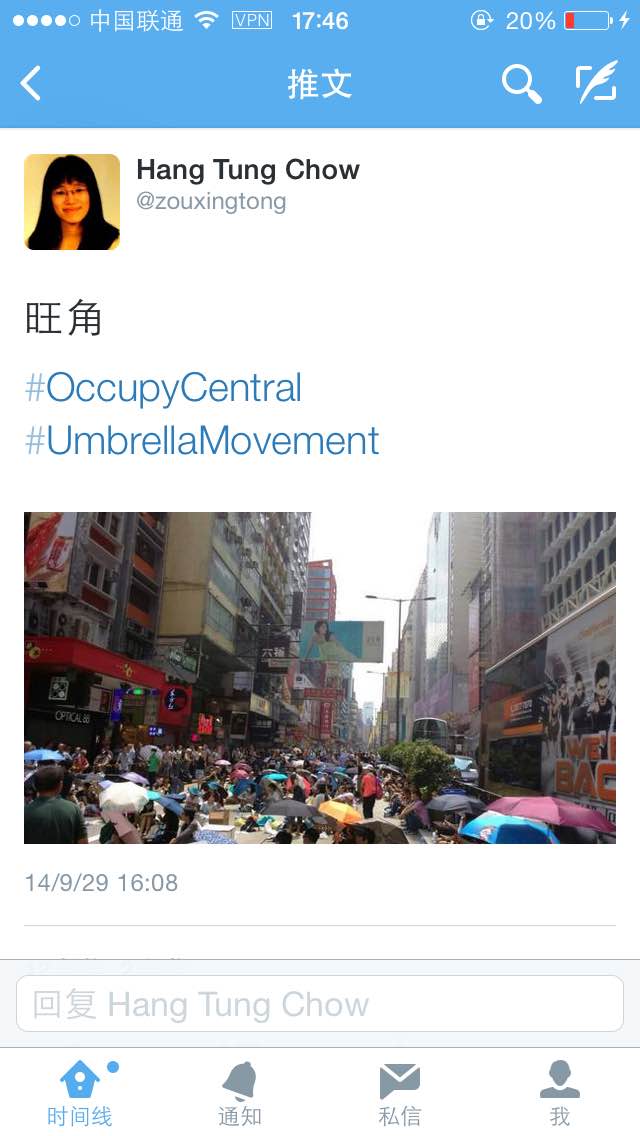 中国联通 VPN 17:46 20%
推文
Hang Tung Chow
@zouxingtong
旺角
#OccupyCentral
#UmbrellaMovement
OPTICAL 88
WE'RE
BACK
14/9/29 16:08
回复 Hang Tung Chow
时间线 通知 私信 我